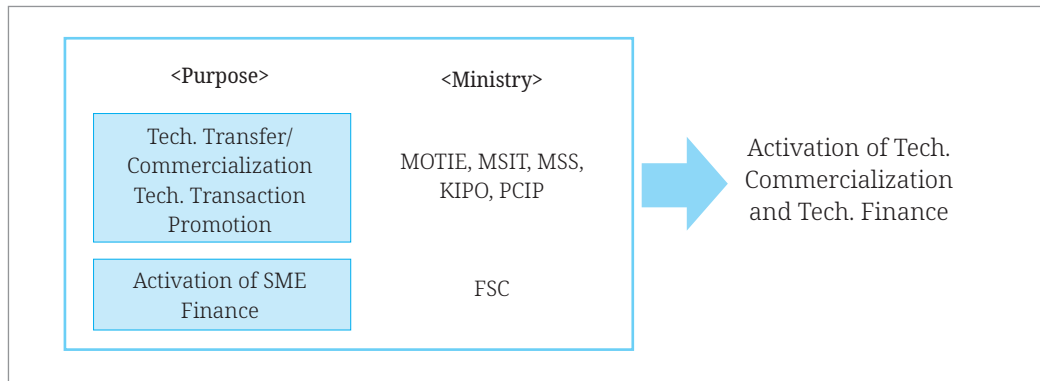 <Purpose>
<Ministry>
Tech. Transfer/
Commercialization
Tech. Transaction
Promotion
MOTIE, MSIT, MSS,
KIPO, PCIP
Activation of SME
Finance
FSC
Activation of Tech.
Commercialization
and Tech. Finance